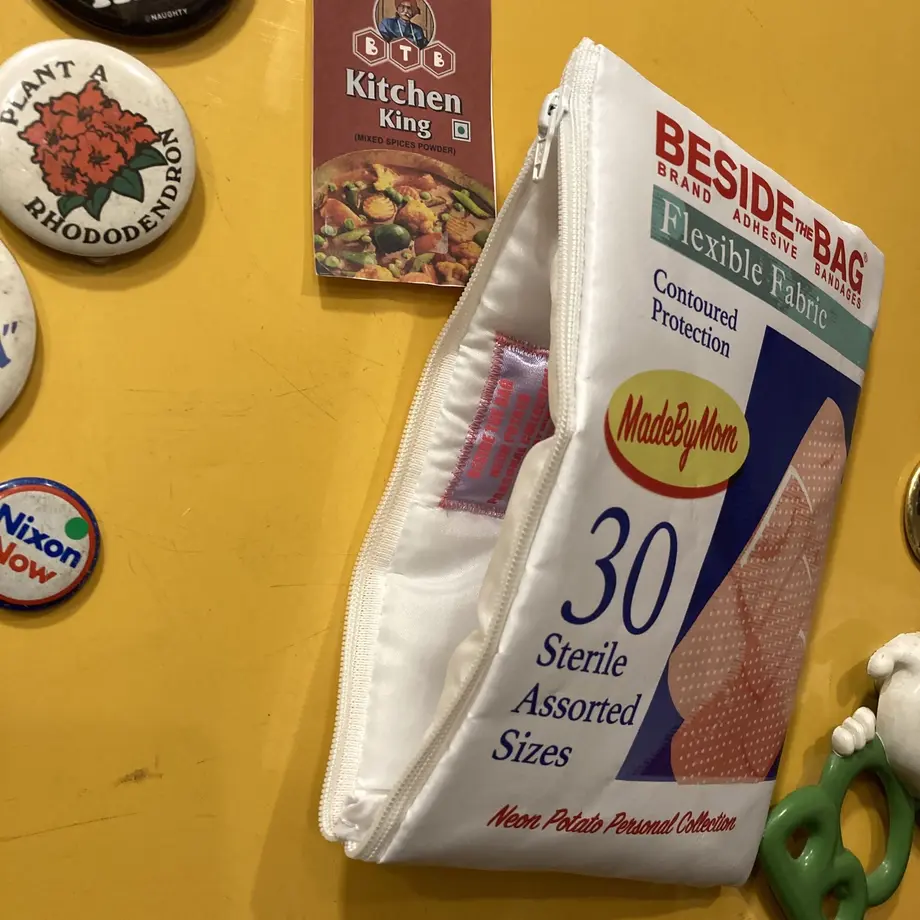 ©NAUGHTY
PLANT A
RHODODENDRON
Nixon
Now
BTB
Kitchen
King
(MIXED SPICES POWDER)
BESIDE THE BAG®
BRAND ADHESIVE BANDAGES
Flexible Fabric
Contoured
Protection
MadeByMom
30
Sterile
Assorted
Sizes
Neon Potato Personal Collection